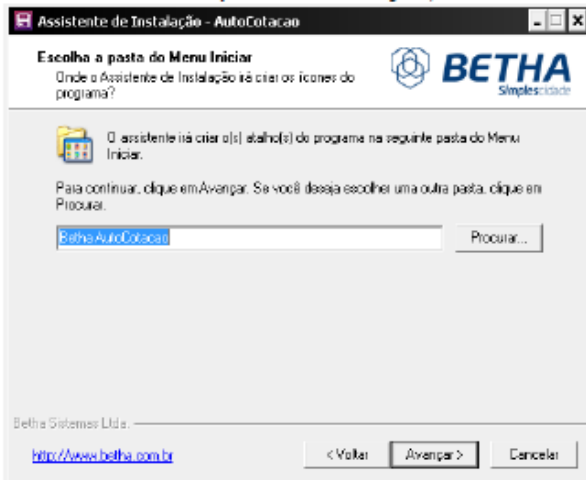 Assistente de Instalação - AutoCotacao
Escolha a pasta do Menu Iniciar
Onde o Assistente de Instalação irá criar os ícones do
programa?
BETHA
Simplescidade
O assistente irá criar o(s) atalho(s) do programa na seguinte pasta do Menu
Iniciar.
Para continuar, clique em Avançar. Se você deseja escolher uma outra pasta, clique em
Procurar.
Betha AutoCotacao
Procurar...
Betha Sistemas Ltda.
http://www.betha.com.br
< Voltar
Avançar >
Cancelar